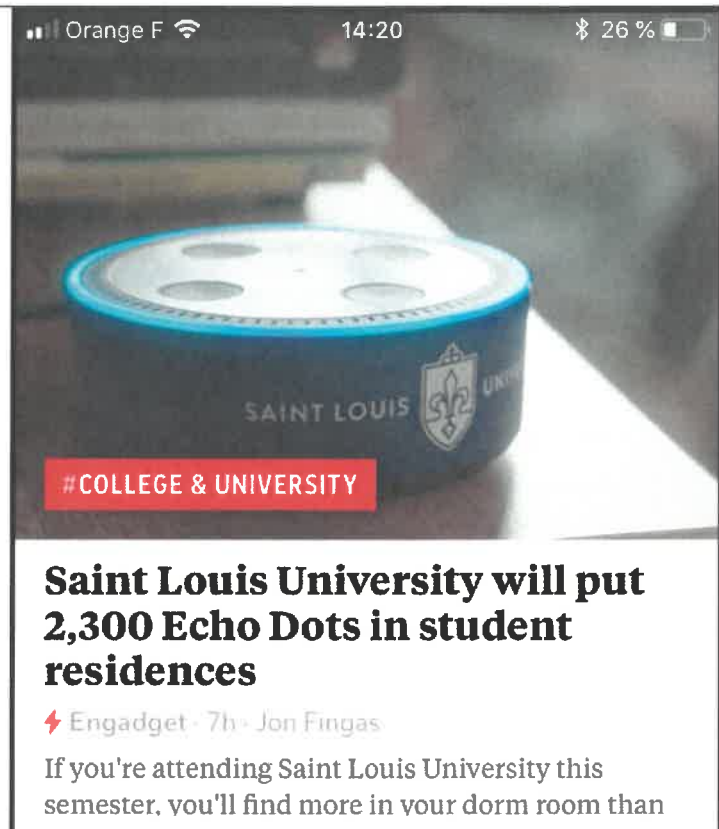 Orange F 14:20 26 %
SAINT LOUIS
#COLLEGE & UNIVERSITY
Saint Louis University will put
2,300 Echo Dots in student
residences
Engadget · 7h · Jon Fingas
If you're attending Saint Louis University this
semester, you'll find more in your dorm room than